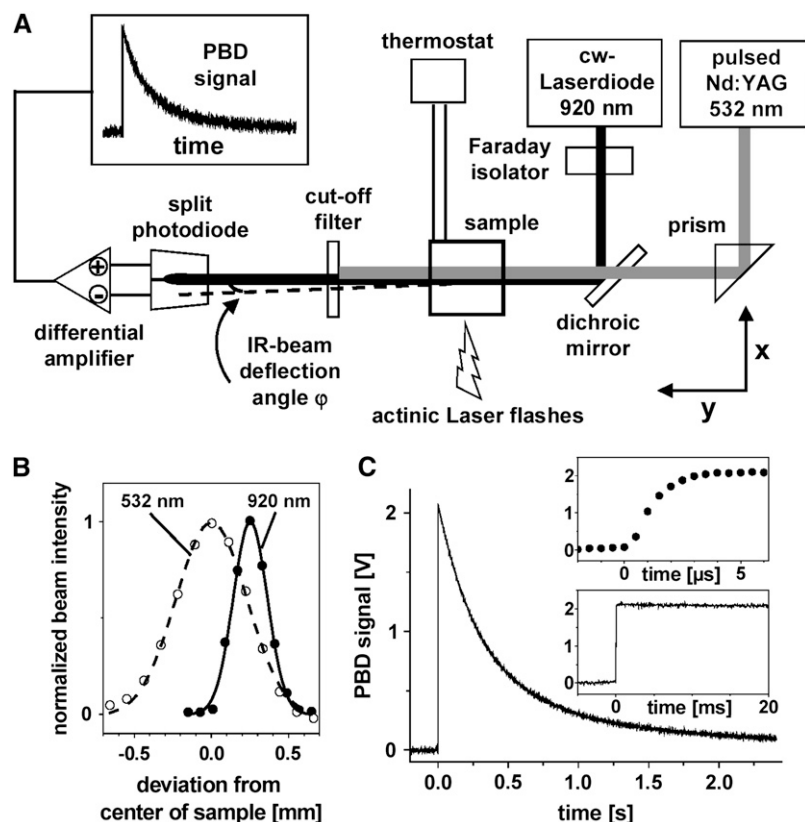 A
PBD
signal
time
thermostat
cw-
Laserdiode
920 nm
pulsed
Nd:YAG
532 nm
Faraday
isolator
split
photodiode
cut-off
filter
sample
prism
+
-
differential
amplifier
IR-beam
deflection
angle φ
actinic Laser flashes
dichroic
mirror
x
y
B
532 nm
920 nm
normalized beam intensity
1
0
-0.5
0.0
0.5
deviation from
center of sample [mm]
C
PBD signal [V]
2
1
0
0.0
0.5
1.0
1.5
2.0
time [s]
2
1
0
0
5
time [µs]
2
1
0
0
20
time [ms]